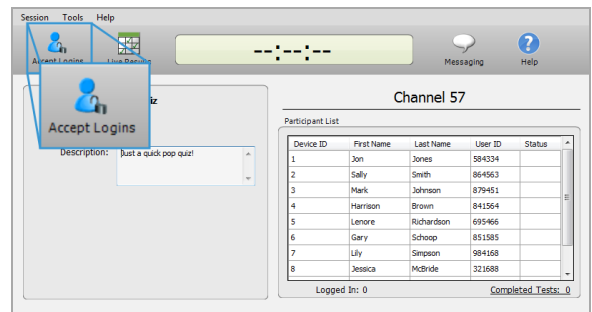 Session Tools Help
Accept Logins
Live Results
--:--:--
Messaging
Help
Accept Logins
iz
Description: Just a quick pop quiz!
Channel 57
Participant List
Device ID First Name Last Name User ID Status
1 Jon Jones 584334
2 Sally Smith 864563
3 Mark Johnson 879451
4 Harrison Brown 841564
5 Lenore Richardson 695466
6 Gary Schoop 851585
7 Lily Simpson 984168
8 Jessica McBride 321688
Logged In: 0 Completed Tests: 0